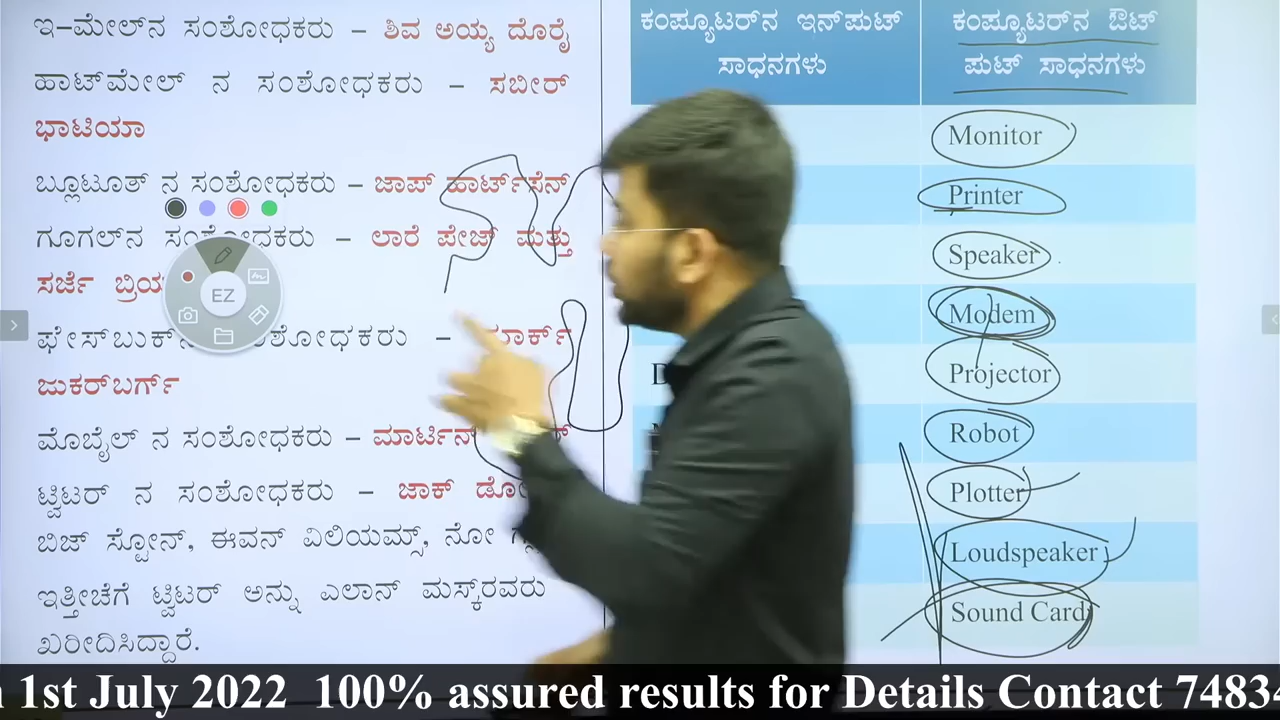 ಇ–ಮೇಲ್‌ನ ಸಂಶೋಧಕರು – ಶಿವ ಅಯ್ಯ ದೊರೈ
ಹಾಟ್‌ಮೇಲ್ ನ ಸಂಶೋಧಕರು – ಸಬೀರ್
ಭಾಟಿಯಾ
ಬ್ಲೂಟೂತ್ ನ ಸಂಶೋಧಕರು – ಜಾಪ್ ಹಾರ್ಟ್‌ಸೆನ್
ಗೂಗಲ್‌ನ ಸಂಶೋಧಕರು – ಲಾರೆ ಪೇಜ್ ಮತ್ತು
ಸರ್ಜೆ
EZ
ಫೇಸ್‌ಬುಕ್‌ನ –
ಜುಕರ್‌ಬರ್ಗ್
ಮೊಬೈಲ್ ನ ಸಂಶೋಧಕರು – ಮಾರ್ಟಿನ್
ಟ್ವಿಟರ್ ನ ಸಂಶೋಧಕರು – ಜಾಕ್
ಬಿಜ್ ಸ್ಟೋನ್, ಈವನ್ ವಿಲಿಯಮ್ಸ್, ನೋ
ಇತ್ತೀಚೆಗೆ ಟ್ವಿಟರ್ ಅನ್ನು ಎಲಾನ್ ಮಸ್ಕ್‌ರವರು
ಖರೀದಿಸಿದ್ದಾರೆ.
ಕಂಪ್ಯೂಟರ್‌ನ ಇನ್‌ಪುಟ್
ಸಾಧನಗಳು
ಕಂಪ್ಯೂಟರ್‌ನ ಔಟ್
ಪುಟ್ ಸಾಧನಗಳು
Monitor
Printer
Speaker
Modem
Projector
Robot
Plotter
Loudspeaker
Sound Card
1st July 2022 100% assured results for Details Contact 7483